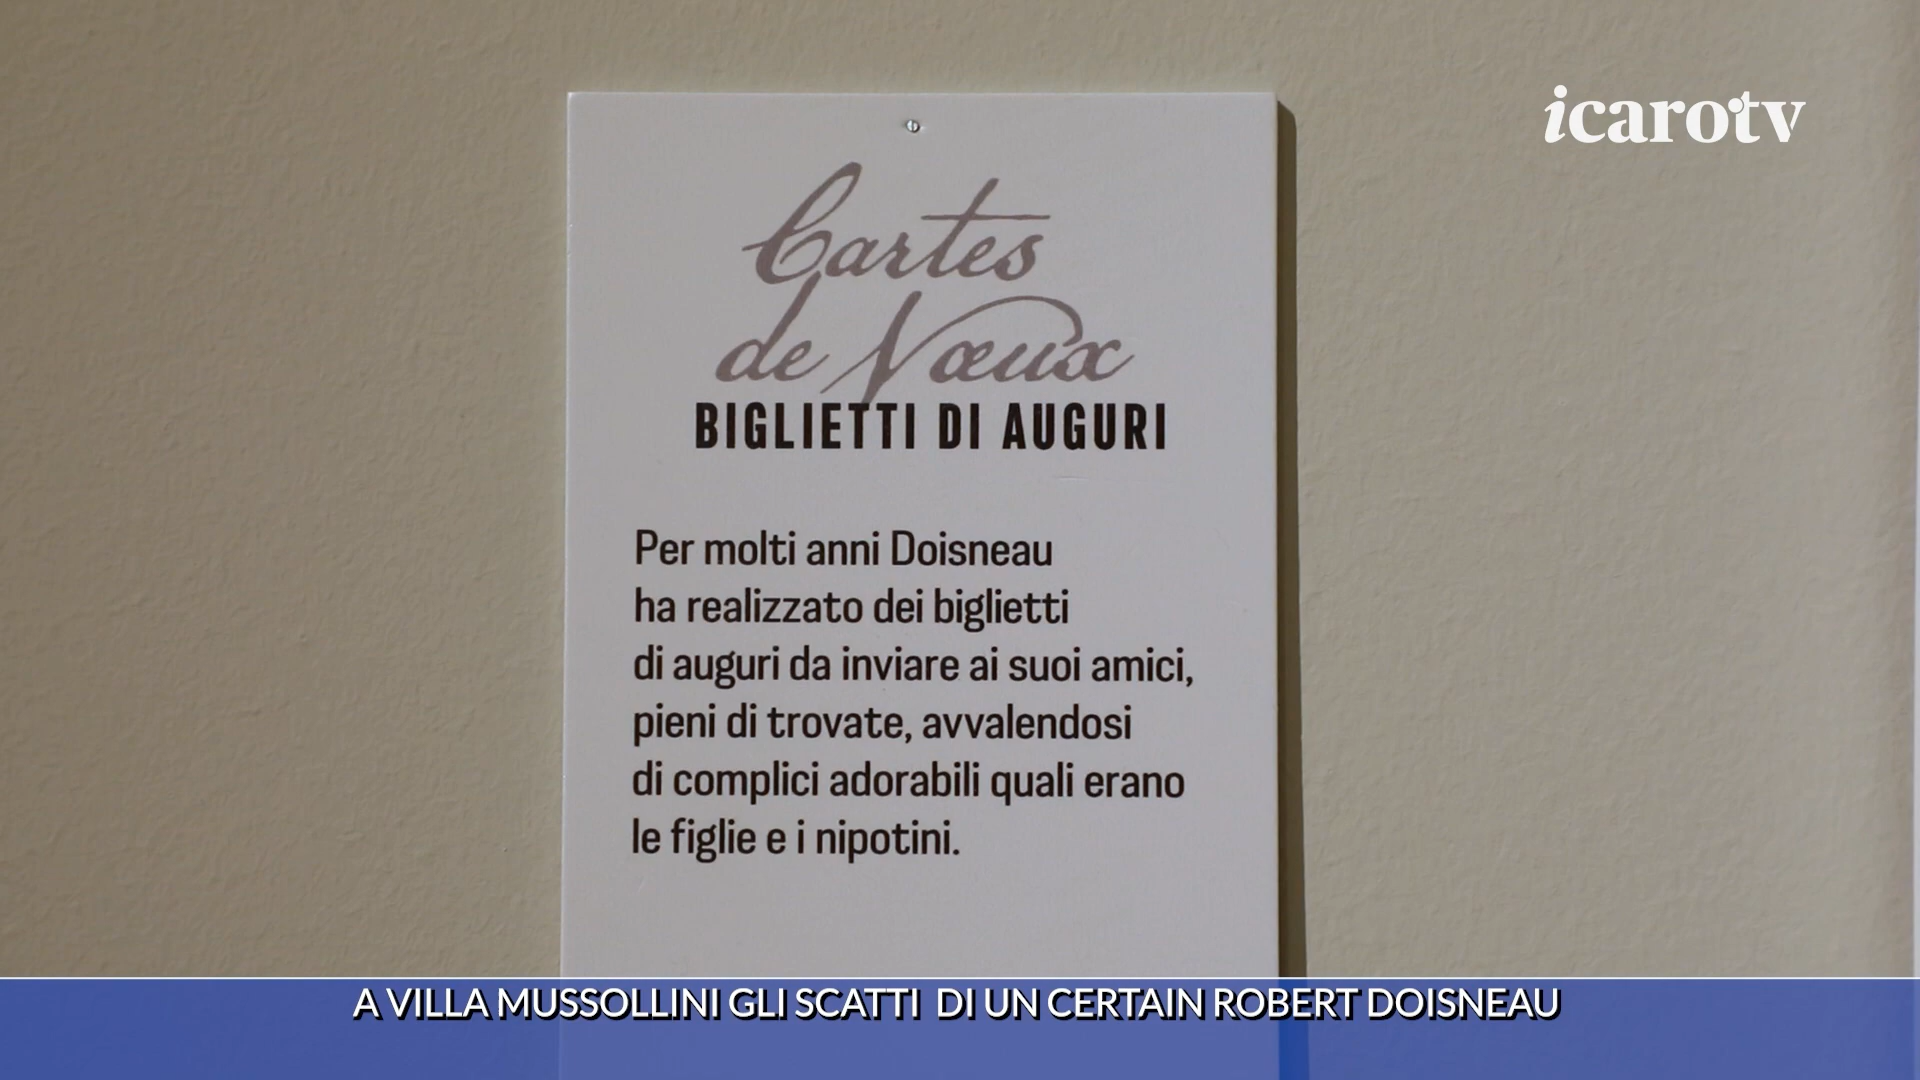 icarotv
Cartes
de Vœux
BIGLIETTI DI AUGURI
Per molti anni Doisneau
ha realizzato dei biglietti
di auguri da inviare ai suoi amici,
pieni di trovate, avvalendosi
di complici adorabili quali erano
le figlie e i nipotini.
A VILLA MUSSOLLINI GLI SCATTI DI UN CERTAIN ROBERT DOISNEAU